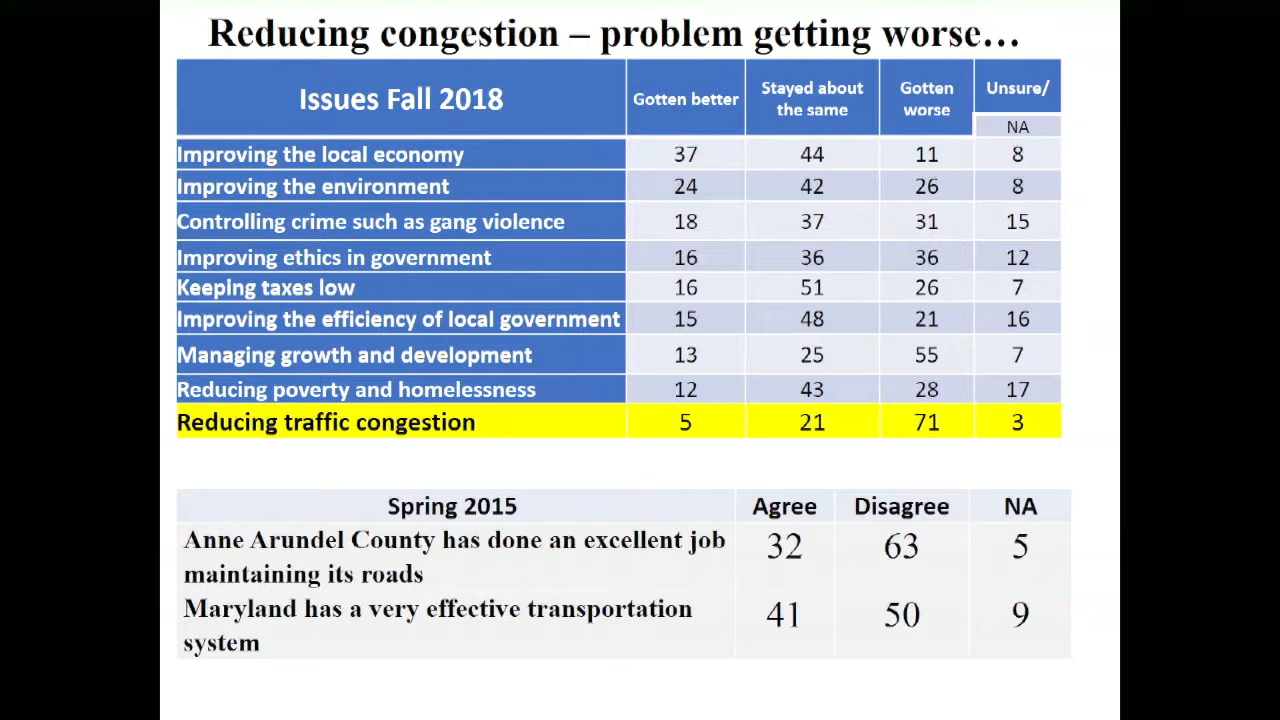 Reducing congestion – problem getting worse…
Issues Fall 2018 Gotten better Stayed about the same Gotten worse Unsure/ NA
Improving the local economy 37 44 11 8
Improving the environment 24 42 26 8
Controlling crime such as gang violence 18 37 31 15
Improving ethics in government 16 36 36 12
Keeping taxes low 16 51 26 7
Improving the efficiency of local government 15 48 21 16
Managing growth and development 13 25 55 7
Reducing poverty and homelessness 12 43 28 17
Reducing traffic congestion 5 21 71 3
Spring 2015 Agree Disagree NA
Anne Arundel County has done an excellent job
maintaining its roads 32 63 5
Maryland has a very effective transportation
system 41 50 9